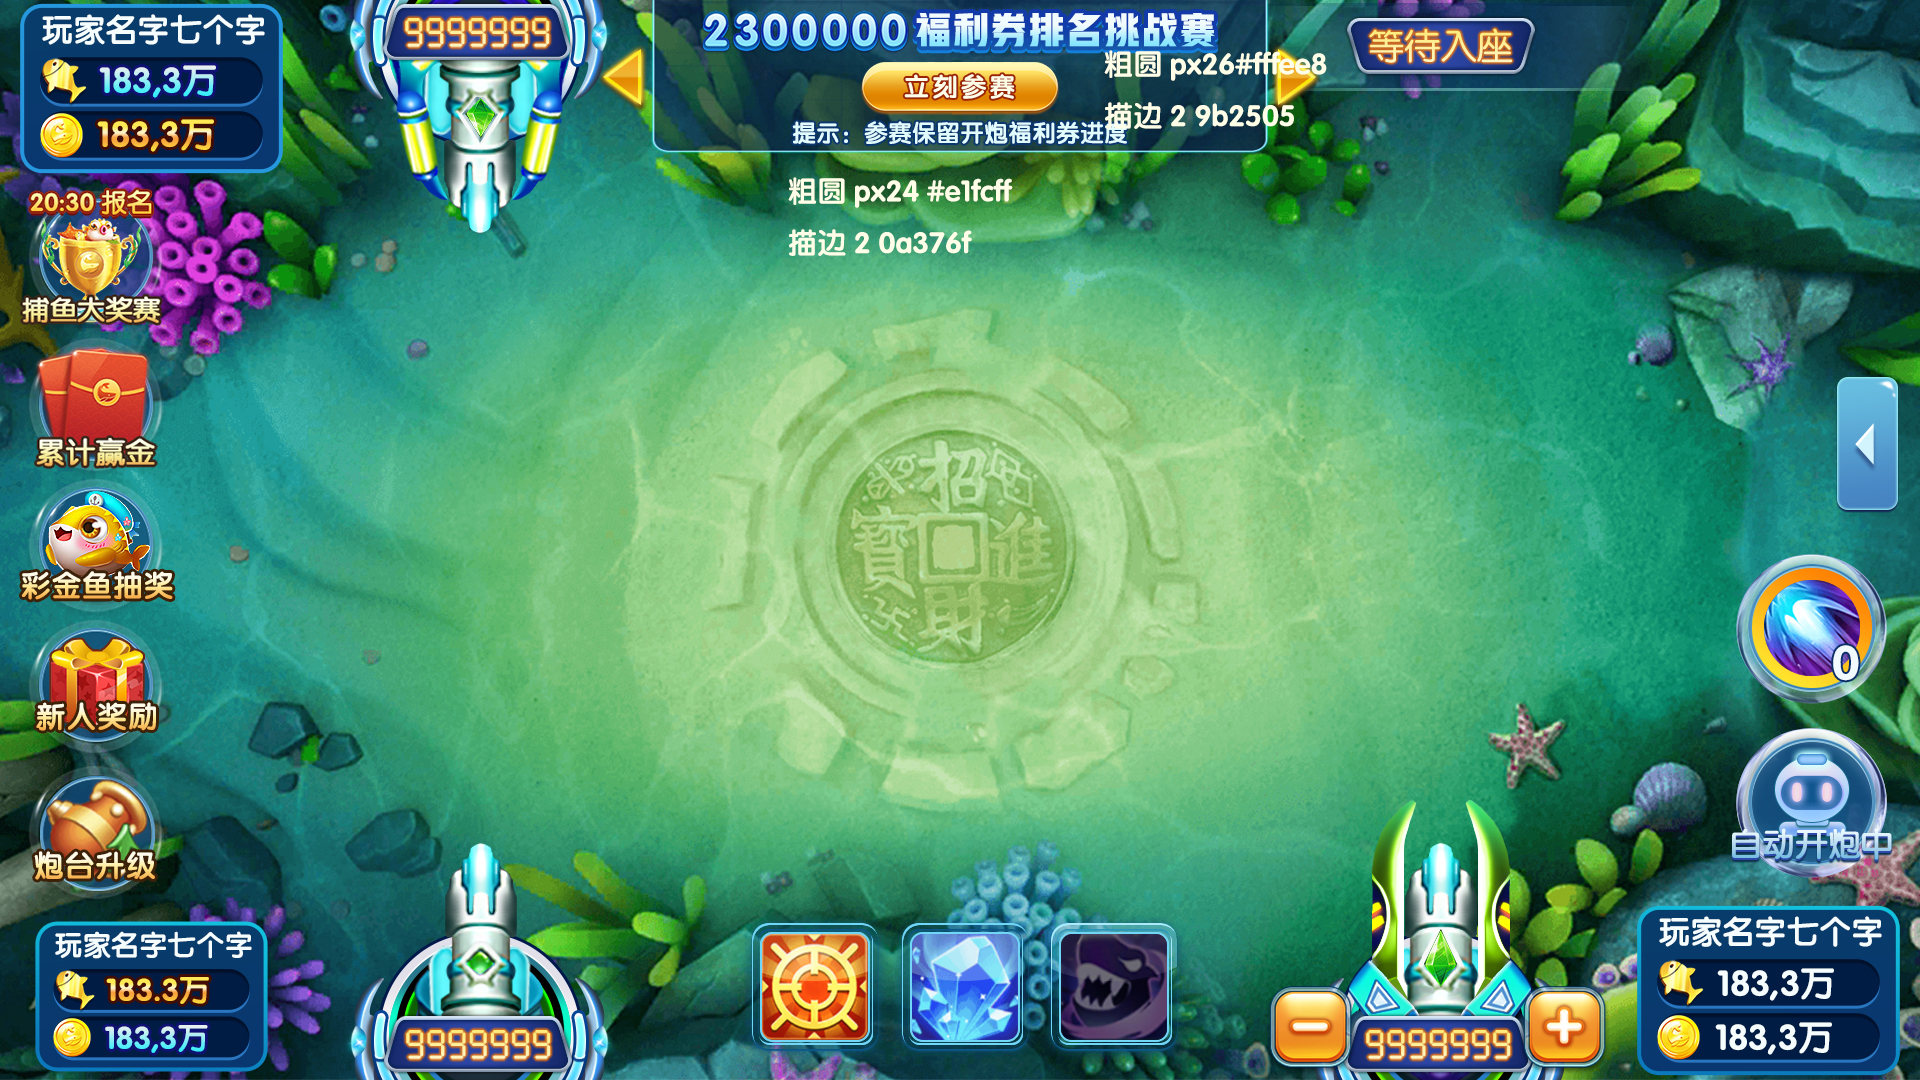 玩家名字七个字
183,3万
183,3万
9999999
2300000福利券排名挑战赛
立刻参赛
提示：参赛保留开炮福利券进度
粗圆 px26#fffee8
描边 2 9b2505
等待入座
粗圆 px24 #e1fcff
描边 2 0a376f
20:30 报名
捕鱼大奖赛
累计赢金
彩金鱼抽奖
新人奖励
炮台升级
招
寶 進
財
0
自动开炮中
玩家名字七个字
183.3万
183,3万
9999999
9999999
玩家名字七个字
183,3万
183,3万